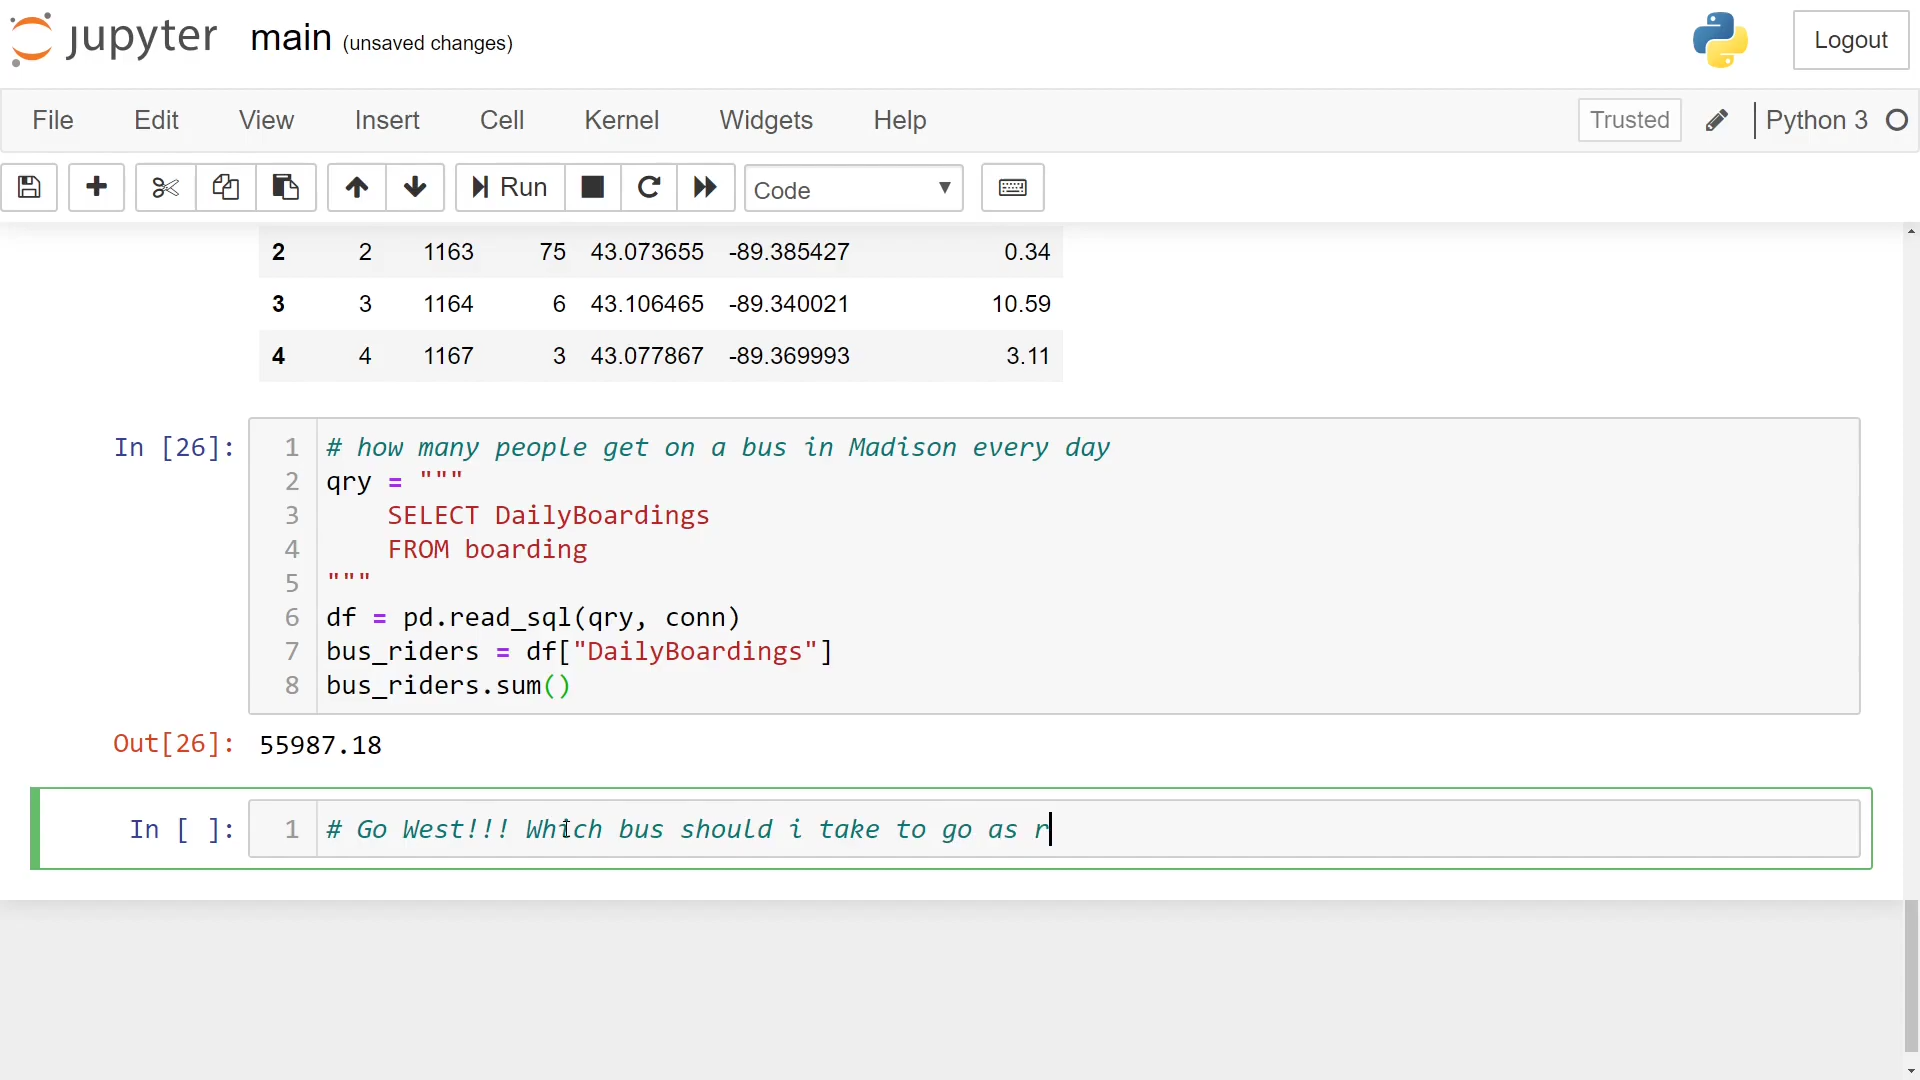 jupyter main (unsaved changes) Logout
File Edit View Insert Cell Kernel Widgets Help Trusted Python 3
Run Code
2 2 1163 75 43.073655 -89.385427 0.34
3 3 1164 6 43.106465 -89.340021 10.59
4 4 1167 3 43.077867 -89.369993 3.11
In [26]: 1 # how many people get on a bus in Madison every day
2 qry = """
3 SELECT DailyBoardings
4 FROM boarding
5 """
6 df = pd.read_sql(qry, conn)
7 bus_riders = df["DailyBoardings"]
8 bus_riders.sum()
Out[26]: 55987.18
In [ ]: 1 # Go West!!! Which bus should i take to go as r